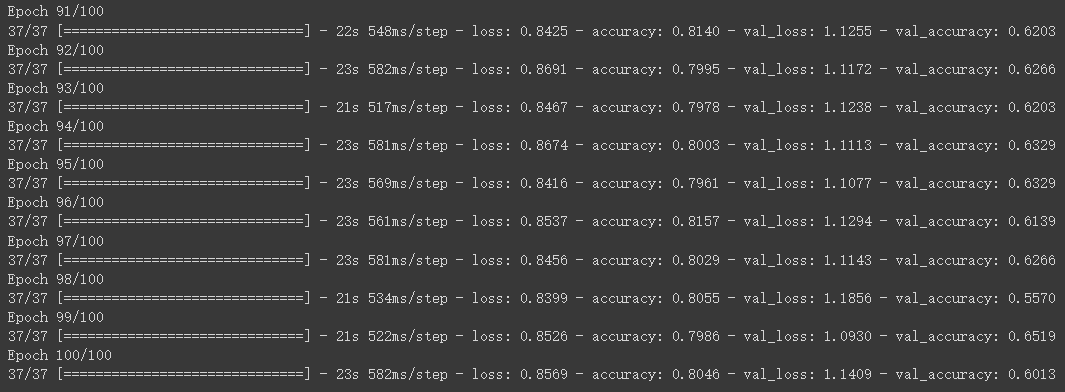 Epoch 91/100
37/37 [==============================] - 22s 548ms/step - loss: 0.8425 - accuracy: 0.8140 - val_loss: 1.1255 - val_accuracy: 0.6203
Epoch 92/100
37/37 [==============================] - 23s 582ms/step - loss: 0.8691 - accuracy: 0.7995 - val_loss: 1.1172 - val_accuracy: 0.6266
Epoch 93/100
37/37 [==============================] - 21s 517ms/step - loss: 0.8467 - accuracy: 0.7978 - val_loss: 1.1238 - val_accuracy: 0.6203
Epoch 94/100
37/37 [==============================] - 23s 581ms/step - loss: 0.8674 - accuracy: 0.8003 - val_loss: 1.1113 - val_accuracy: 0.6329
Epoch 95/100
37/37 [==============================] - 23s 569ms/step - loss: 0.8416 - accuracy: 0.7961 - val_loss: 1.1077 - val_accuracy: 0.6329
Epoch 96/100
37/37 [==============================] - 23s 561ms/step - loss: 0.8537 - accuracy: 0.8157 - val_loss: 1.1294 - val_accuracy: 0.6139
Epoch 97/100
37/37 [==============================] - 23s 581ms/step - loss: 0.8456 - accuracy: 0.8029 - val_loss: 1.1143 - val_accuracy: 0.6266
Epoch 98/100
37/37 [==============================] - 21s 534ms/step - loss: 0.8399 - accuracy: 0.8055 - val_loss: 1.1856 - val_accuracy: 0.5570
Epoch 99/100
37/37 [==============================] - 21s 522ms/step - loss: 0.8526 - accuracy: 0.7986 - val_loss: 1.0930 - val_accuracy: 0.6519
Epoch 100/100
37/37 [==============================] - 23s 582ms/step - loss: 0.8569 - accuracy: 0.8046 - val_loss: 1.1409 - val_accuracy: 0.6013